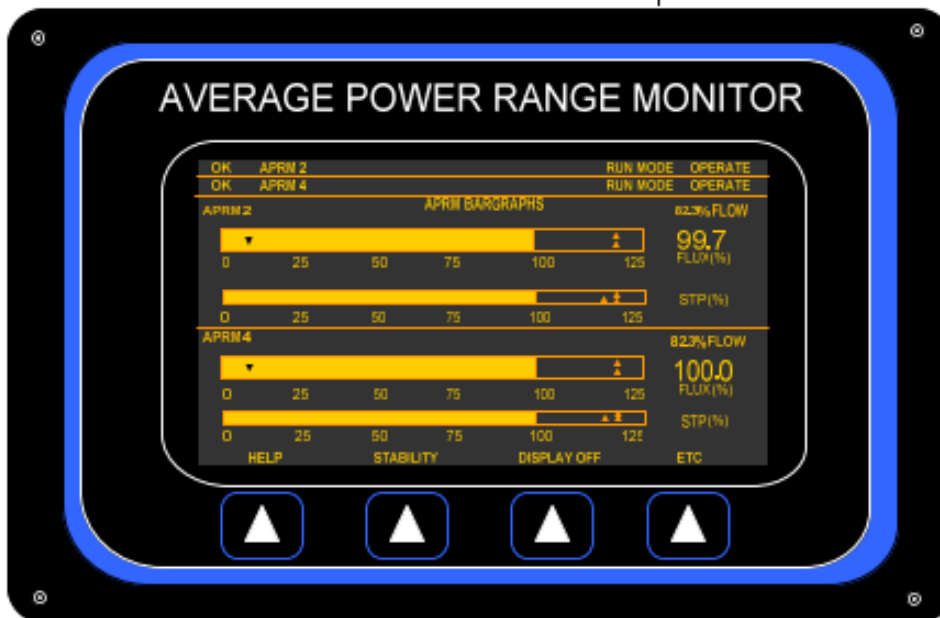 AVERAGE POWER RANGE MONITOR
OK APRM 2 RUN MODE OPERATE
OK APRM 4 RUN MODE OPERATE
APRM BARGRAPHS
APRM 2 82.3% FLOW
99.7
FLUX (%)
0 25 50 75 100 125
STP (%)
0 25 50 75 100 125
APRM 4 82.3% FLOW
100.0
FLUX (%)
0 25 50 75 100 125
STP (%)
0 25 50 75 100 125
HELP STABILITY DISPLAY OFF ETC